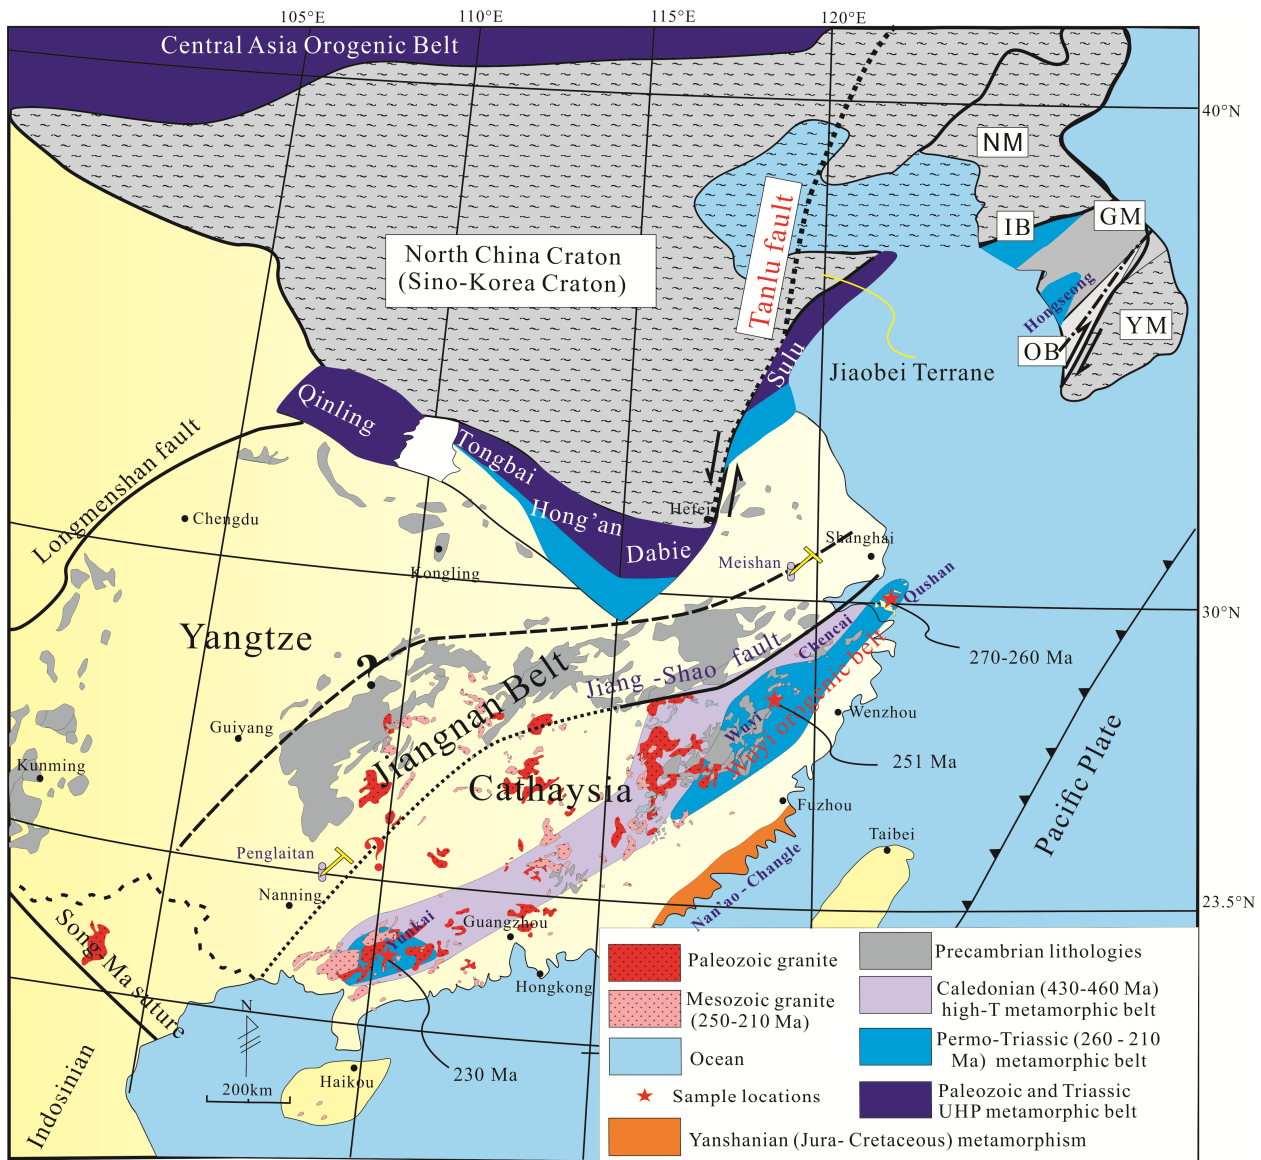 105°E
110°E
115°E
120°E
Central Asia Orogenic Belt
40°N
NM
GM
IB
North China Craton
(Sino-Korea Craton)
Tanlu fault
Hongseong
YM
OB
Sulu
Jiaobei Terrane
Qinling
Longmenshan fault
Tongbai
Hong'an
Dabie
Hefei
Chengdu
Kongling
Meishan
Shanghai
Qushan
30°N
Yangtze
?
Jiang -Shao fault
Chencai
270-260 Ma
Jiangnan Belt
Wuyi
Wuyi orogenic belt
Guiyang
Wenzhou
251 Ma
Kunming
Cathaysia
Fuzhou
Pacific Plate
Taibei
Penglaitan
?
Nan'ao - Changle
Nanning
23.5°N
Yunkai
Guangzhou
Song Ma suture
Hongkong
N
200km
Haikou
230 Ma
Indosinian
Paleozoic granite
Mesozoic granite
(250-210 Ma)
Ocean
Sample locations
Yanshanian (Jura- Cretaceous) metamorphism
Precambrian lithologies
Caledonian (430-460 Ma)
high-T metamorphic belt
Permo-Triassic (260 - 210
Ma) metamorphic belt
Paleozoic and Triassic
UHP metamorphic belt